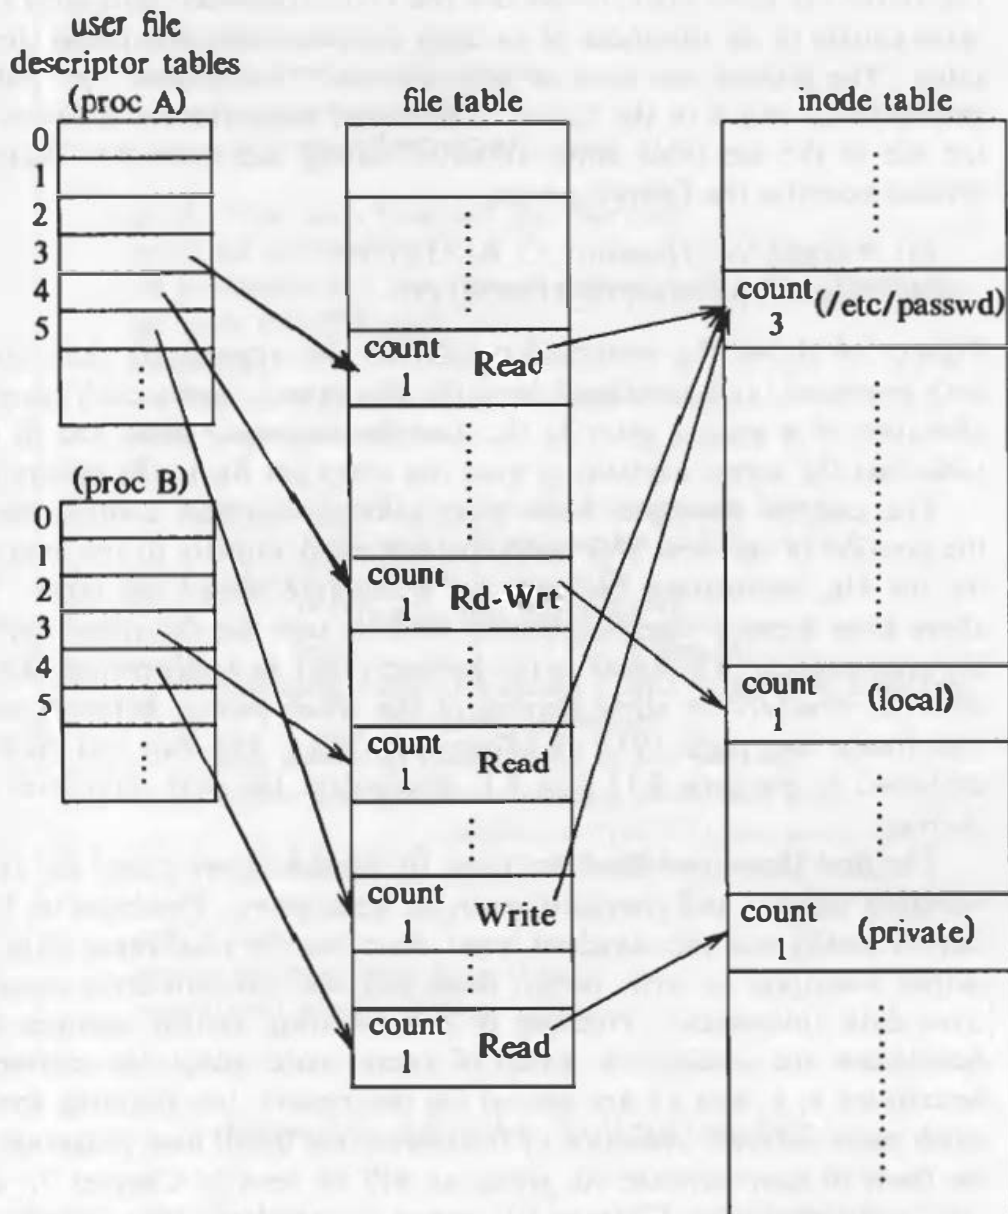 user file
descriptor tables
(proc A)
file table
inode table
0
1
2
3
4
5
(proc B)
0
1
2
3
4
5
count
1 Read
count
1 Rd-Wrt
count
1 Read
count
1 Write
count
1 Read
count
3 (/etc/passwd)
count
1 (local)
count
1 (private)